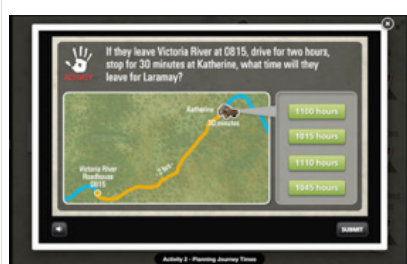 If they leave Victoria River at 0815, drive for two hours,
stop for 30 minutes at Katherine, what time will they
leave for Laramay?
ACTIVITY
Katherine
30 minutes
1100 hours
1015 hours
2 hrs
Victoria River
Roadhouse
0815
1110 hours
1045 hours
SUBMIT
Activity 2 - Planning Journey Times